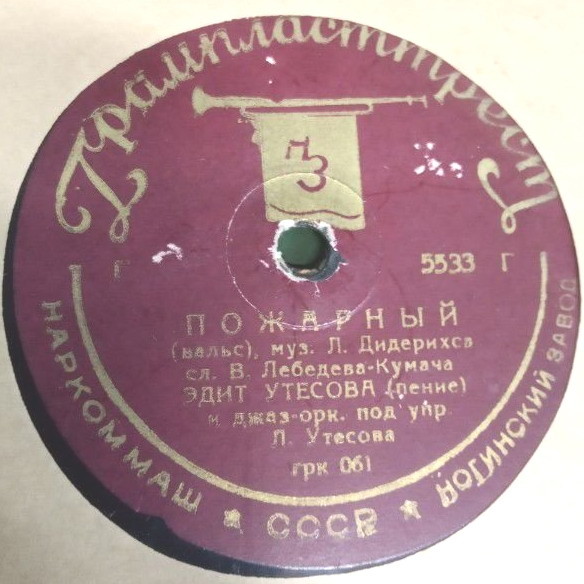 Грампласттрест
НЗ
Г 5533 Г
ПОЖАРНЫЙ
(вальс), муз. Л. Дидерихса
сл. В. Лебедева-Кумача
ЭДИТ УТЕСОВА (пение)
и джаз-орк. под упр.
Л. Утесова
грк 061
НАРКОММАШ ★ СССР ★ НОГИНСКИЙ ЗАВОД